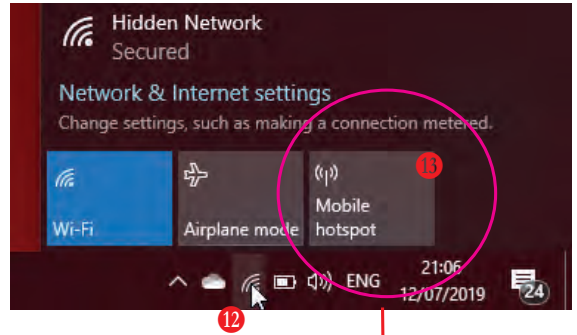 Hidden Network
Secured
Network & Internet settings
Change settings, such as making a connection metered.
13
Mobile
Wi-Fi Airplane mode hotspot
ENG 21:06
12/07/2019 24
12